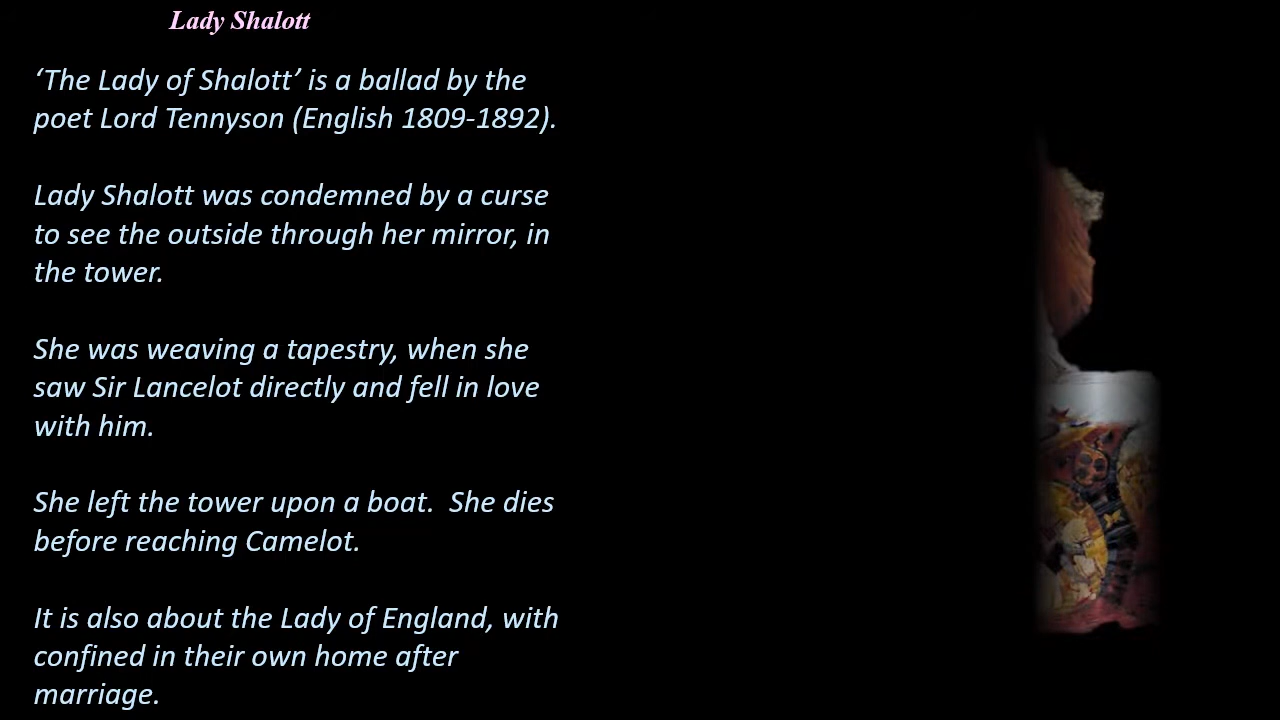 Lady Shalott
‘The Lady of Shalott’ is a ballad by the
poet Lord Tennyson (English 1809-1892).
Lady Shalott was condemned by a curse
to see the outside through her mirror, in
the tower.
She was weaving a tapestry, when she
saw Sir Lancelot directly and fell in love
with him.
She left the tower upon a boat.  She dies
before reaching Camelot.
It is also about the Lady of England, with
confined in their own home after
marriage.